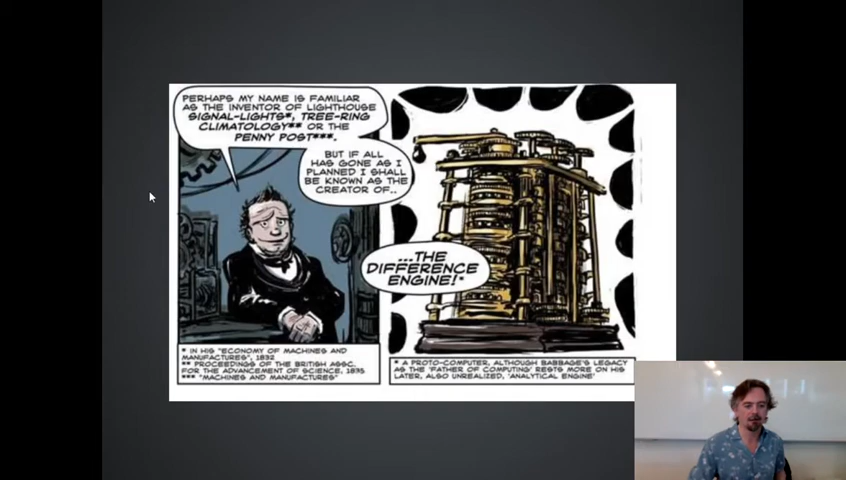 PERHAPS MY NAME IS FAMILIAR
AS THE INVENTOR OF LIGHTHOUSE
SIGNAL-LIGHTS*, TREE-RING
CLIMATOLOGY** OR THE
PENNY POST***.
BUT IF ALL
HAS GONE AS I
PLANNED I SHALL
BE KNOWN AS THE
CREATOR OF..
...THE
DIFFERENCE
ENGINE!*
* IN HIS "ECONOMY OF MACHINES AND
MANUFACTURES", 1832
** PROCEEDINGS OF THE BRITISH ASSC.
FOR THE ADVANCEMENT OF SCIENCE, 1835
*** "MACHINES AND MANUFACTURES"
* A PROTO-COMPUTER, ALTHOUGH BABBAGE'S LEGACY
AS THE 'FATHER OF COMPUTING' RESTS MORE ON HIS
LATER, ALSO UNREALIZED, 'ANALYTICAL ENGINE'